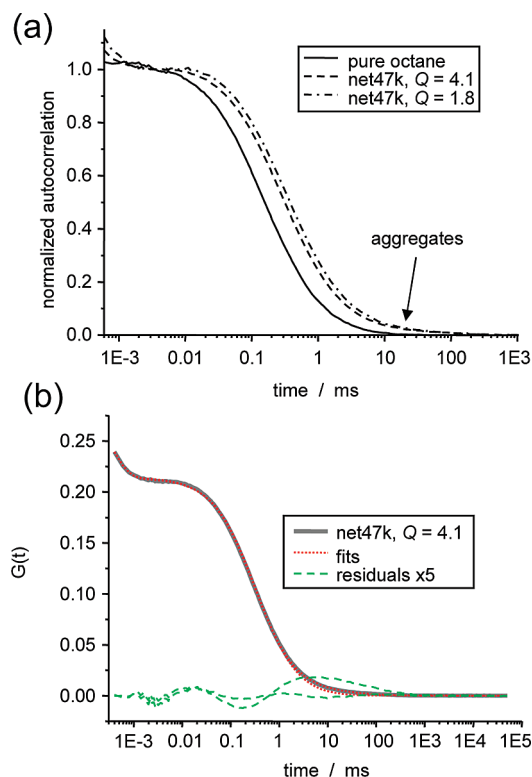 (a)
normalized autocorrelation
1.0
0.8
0.6
0.4
0.2
0.0
pure octane
net47k, Q = 4.1
net47k, Q = 1.8
aggregates
1E-3 0.01 0.1 1 10 100 1E3
time / ms
(b)
G(t)
0.25
0.20
0.15
0.10
0.05
0.00
net47k, Q = 4.1
fits
residuals x5
1E-3 0.01 0.1 1 10 100 1E3 1E4 1E5
time / ms